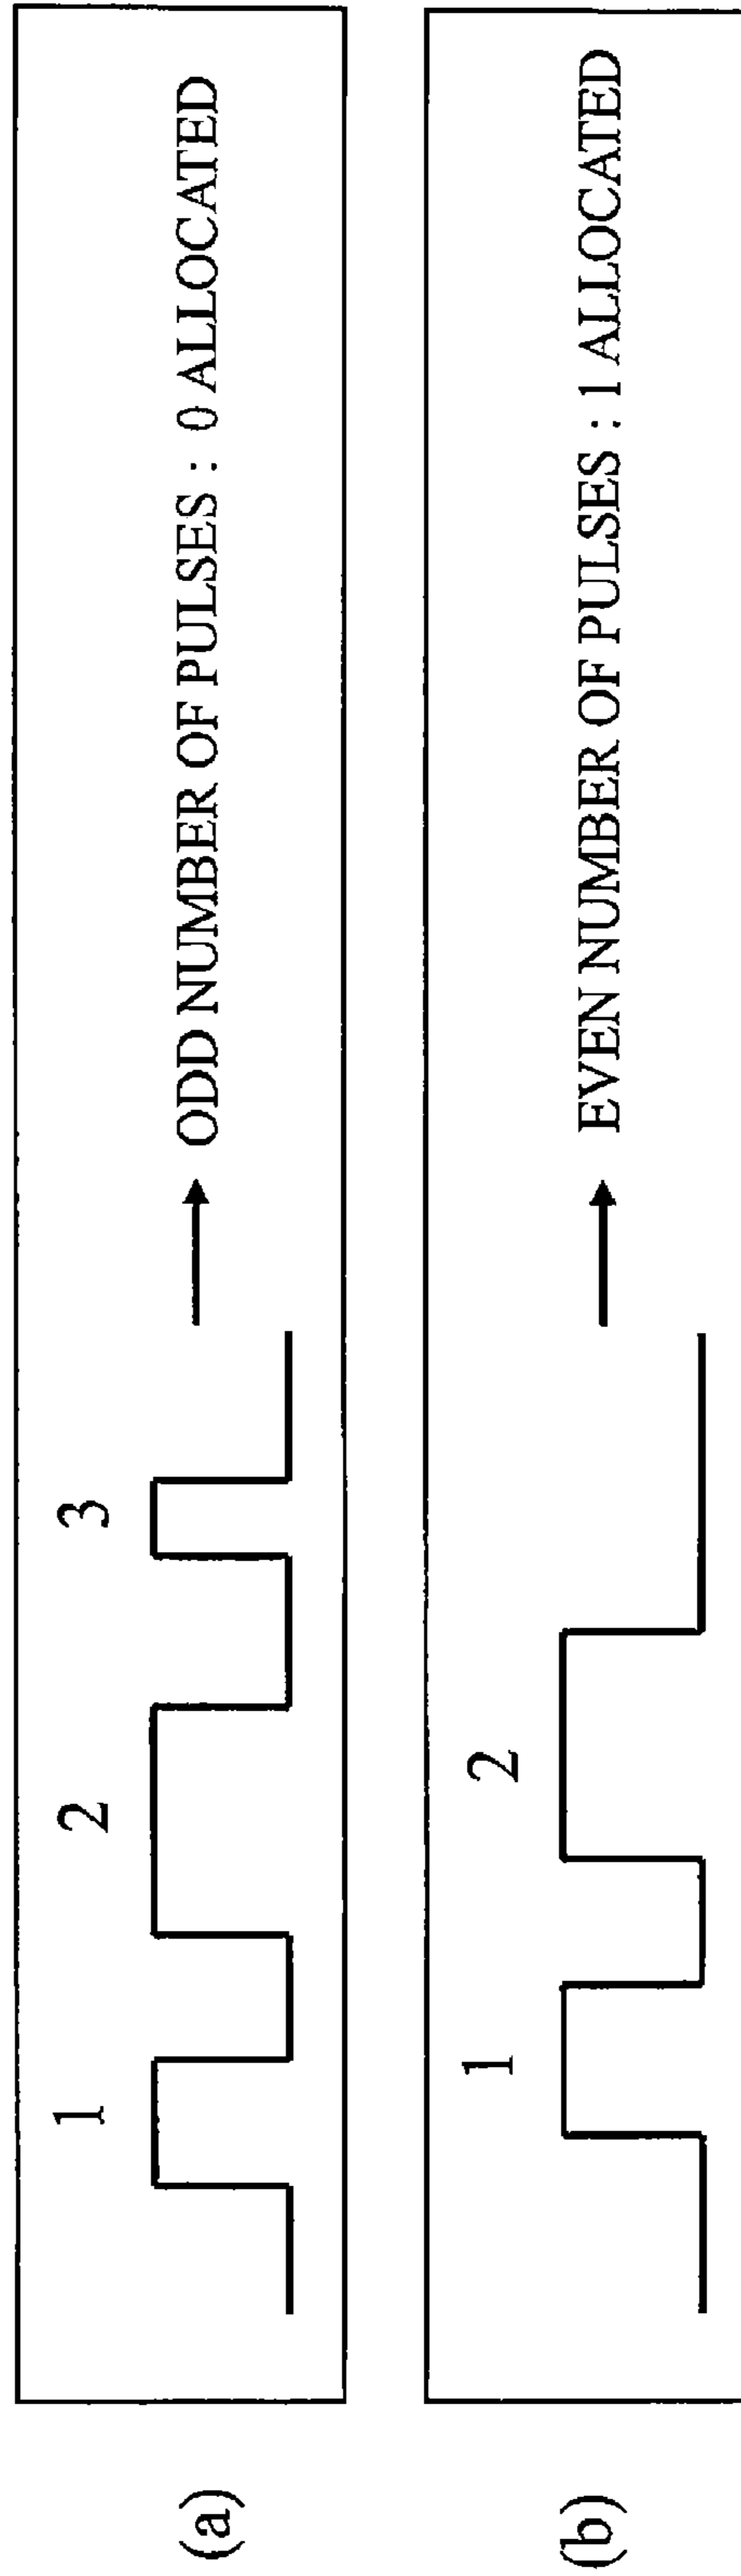 (a)
1 2 3
ODD NUMBER OF PULSES : 0 ALLOCATED
(b)
1 2
EVEN NUMBER OF PULSES : 1 ALLOCATED